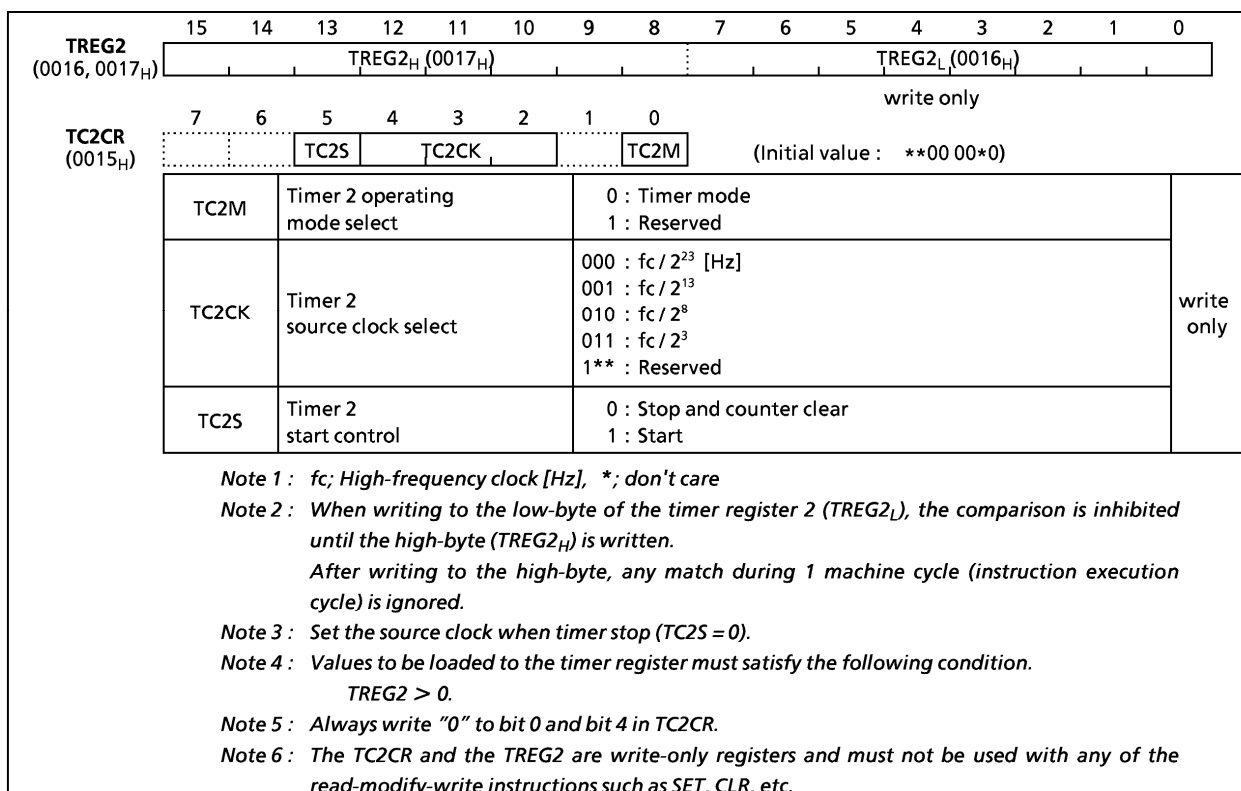 15 14 13 12 11 10 9 8 7 6 5 4 3 2 1 0
TREG2
(0016, 0017H)
TREG2H (0017H) TREG2L (0016H)
write only
7 6 5 4 3 2 1 0
TC2CR
(0015H)
TC2S TC2CK TC2M (Initial value : **00 00*0)
TC2M
Timer 2 operating
mode select
0 : Timer mode
1 : Reserved
TC2CK
Timer 2
source clock select
000 : fc / 2²³ [Hz]
001 : fc / 2¹³
010 : fc / 2⁸
011 : fc / 2³
1** : Reserved
TC2S
Timer 2
start control
0 : Stop and counter clear
1 : Start
write
only
Note 1 : fc; High-frequency clock [Hz], *; don't care
Note 2 : When writing to the low-byte of the timer register 2 (TREG2L), the comparison is inhibited
until the high-byte (TREG2H) is written.
After writing to the high-byte, any match during 1 machine cycle (instruction execution
cycle) is ignored.
Note 3 : Set the source clock when timer stop (TC2S = 0).
Note 4 : Values to be loaded to the timer register must satisfy the following condition.
TREG2 > 0.
Note 5 : Always write "0" to bit 0 and bit 4 in TC2CR.
Note 6 : The TC2CR and the TREG2 are write-only registers and must not be used with any of the
read-modify-write instructions such as SET, CLR, etc.